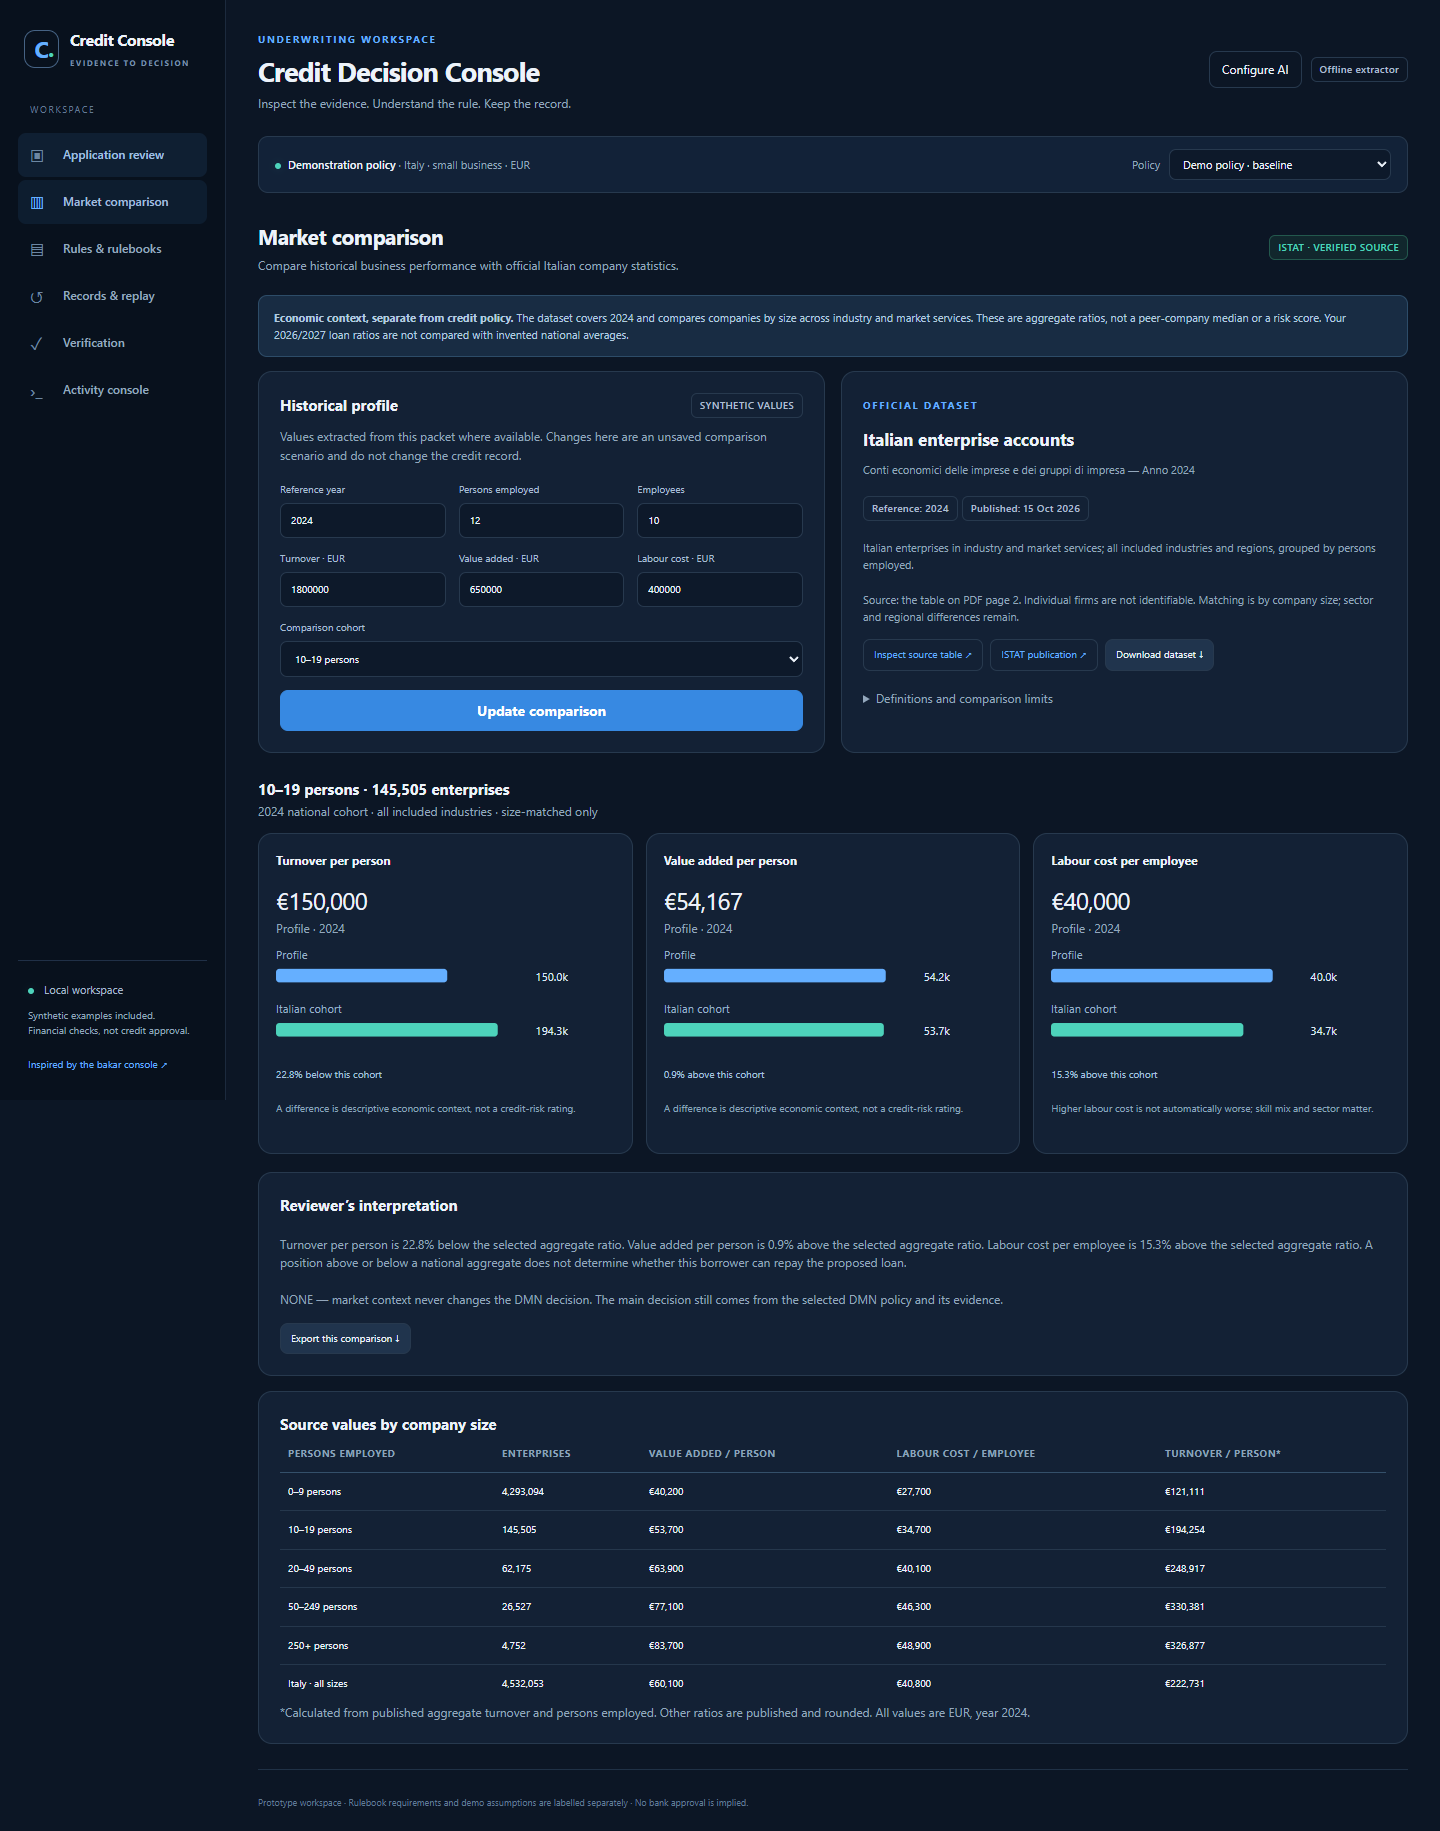 C.
Credit Console
EVIDENCE TO DECISION
WORKSPACE
Application review
Market comparison
Rules & rulebooks
Records & replay
Verification
Activity console
Local workspace
Synthetic examples included.
Financial checks, not credit approval.
Inspired by the bakar console ↗
UNDERWRITING WORKSPACE
Credit Decision Console
Inspect the evidence. Understand the rule. Keep the record.
Configure AI
Offline extractor
Demonstration policy · Italy · small business · EUR
Policy
Demo policy · baseline
Market comparison
Compare historical business performance with official Italian company statistics.
ISTAT · VERIFIED SOURCE
Economic context, separate from credit policy. The dataset covers 2024 and compares companies by size across industry and market services. These are aggregate ratios, not a peer-company median or a risk score. Your
2026/2027 loan ratios are not compared with invented national averages.
Historical profile
SYNTHETIC VALUES
Values extracted from this packet where available. Changes here are an unsaved comparison
scenario and do not change the credit record.
Reference year
Persons employed
Employees
2024
12
10
Turnover · EUR
Value added · EUR
Labour cost · EUR
1800000
650000
400000
Comparison cohort
10–19 persons
Update comparison
OFFICIAL DATASET
Italian enterprise accounts
Conti economici delle imprese e dei gruppi di impresa — Anno 2024
Reference: 2024
Published: 15 Oct 2026
Italian enterprises in industry and market services; all included industries and regions, grouped by persons
employed.
Source: the table on PDF page 2. Individual firms are not identifiable. Matching is by company size; sector
and regional differences remain.
Inspect source table ↗
ISTAT publication ↗
Download dataset ↓
▶ Definitions and comparison limits
10–19 persons · 145,505 enterprises
2024 national cohort · all included industries · size-matched only
Turnover per person
€150,000
Profile · 2024
Profile
150.0k
Italian cohort
194.3k
22.8% below this cohort
A difference is descriptive economic context, not a credit-risk rating.
Value added per person
€54,167
Profile · 2024
Profile
54.2k
Italian cohort
53.7k
0.9% above this cohort
A difference is descriptive economic context, not a credit-risk rating.
Labour cost per employee
€40,000
Profile · 2024
Profile
40.0k
Italian cohort
34.7k
15.3% above this cohort
Higher labour cost is not automatically worse; skill mix and sector matter.
Reviewer's interpretation
Turnover per person is 22.8% below the selected aggregate ratio. Value added per person is 0.9% above the selected aggregate ratio. Labour cost per employee is 15.3% above the selected aggregate ratio. A
position above or below a national aggregate does not determine whether this borrower can repay the proposed loan.
NONE — market context never changes the DMN decision. The main decision still comes from the selected DMN policy and its evidence.
Export this comparison ↓
Source values by company size
PERSONS EMPLOYED ENTERPRISES VALUE ADDED / PERSON LABOUR COST / EMPLOYEE TURNOVER / PERSON*
0–9 persons 4,293,094 €40,200 €27,700 €121,111
10–19 persons 145,505 €53,700 €34,700 €194,254
20–49 persons 62,175 €63,900 €40,100 €248,917
50–249 persons 26,527 €77,100 €46,300 €330,381
250+ persons 4,752 €83,700 €48,900 €326,877
Italy · all sizes 4,532,053 €60,100 €40,800 €222,731
*Calculated from published aggregate turnover and persons employed. Other ratios are published and rounded. All values are EUR, year 2024.
Prototype workspace · Rulebook requirements and demo assumptions are labelled separately · No bank approval is implied.